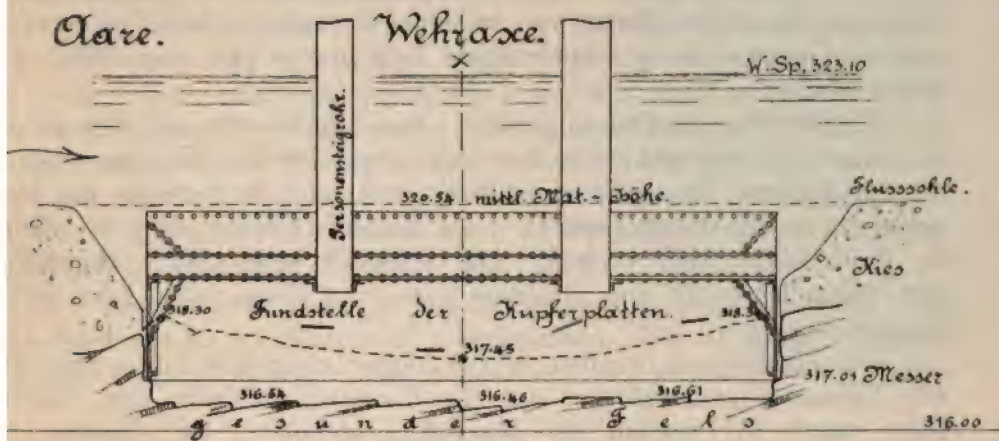 Aare. Wehraxe.
W.Sp. 323.10
Personensteigrohr.
320.54 mittl. Mat.-Höhe.
Flusssohle.
Kies
318.30 Fundstelle der Kupferplatten. 318.3
317.45
317.01 Messer
316.54 316.46 316.61
gesunder Fels
316.00